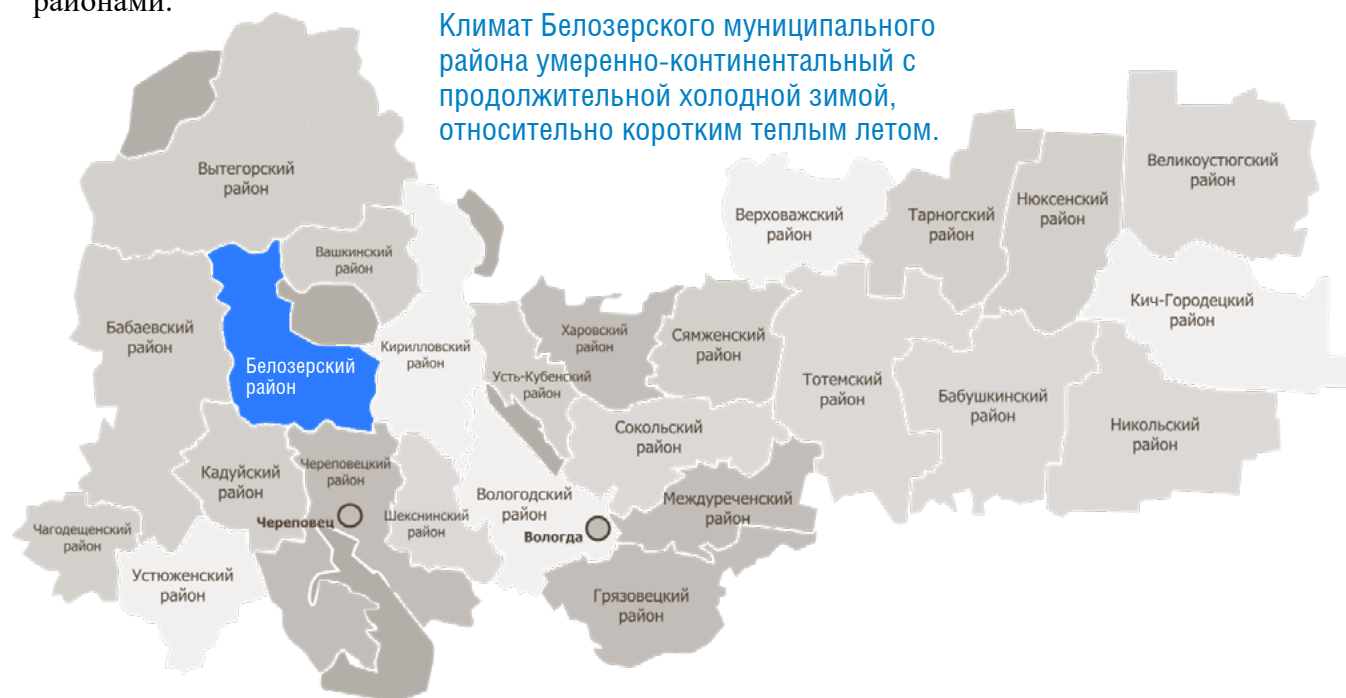 районами.
Климат Белозерского муниципального
района умеренно-континентальный с
продолжительной холодной зимой,
относительно коротким теплым летом.
Вытегорский
район
Великоустюгский
район
Нюксенский
район
Верховажский
район
Тарногский
район
Вашкинский
район
Кич-Городецкий
район
Бабаевский
район
Харовский
район
Сямженский
район
Кирилловский
район
Белозерский
район
Усть-Кубенский
район
Тотемский
район
Бабушкинский
район
Сокольский
район
Никольский
район
Кадуйский
район
Череповецкий
район
Вологодский
район
Междуреченский
район
Череповец
Шекснинский
район
Вологда
Чагодещенский
район
Устюженский
район
Грязовецкий
район